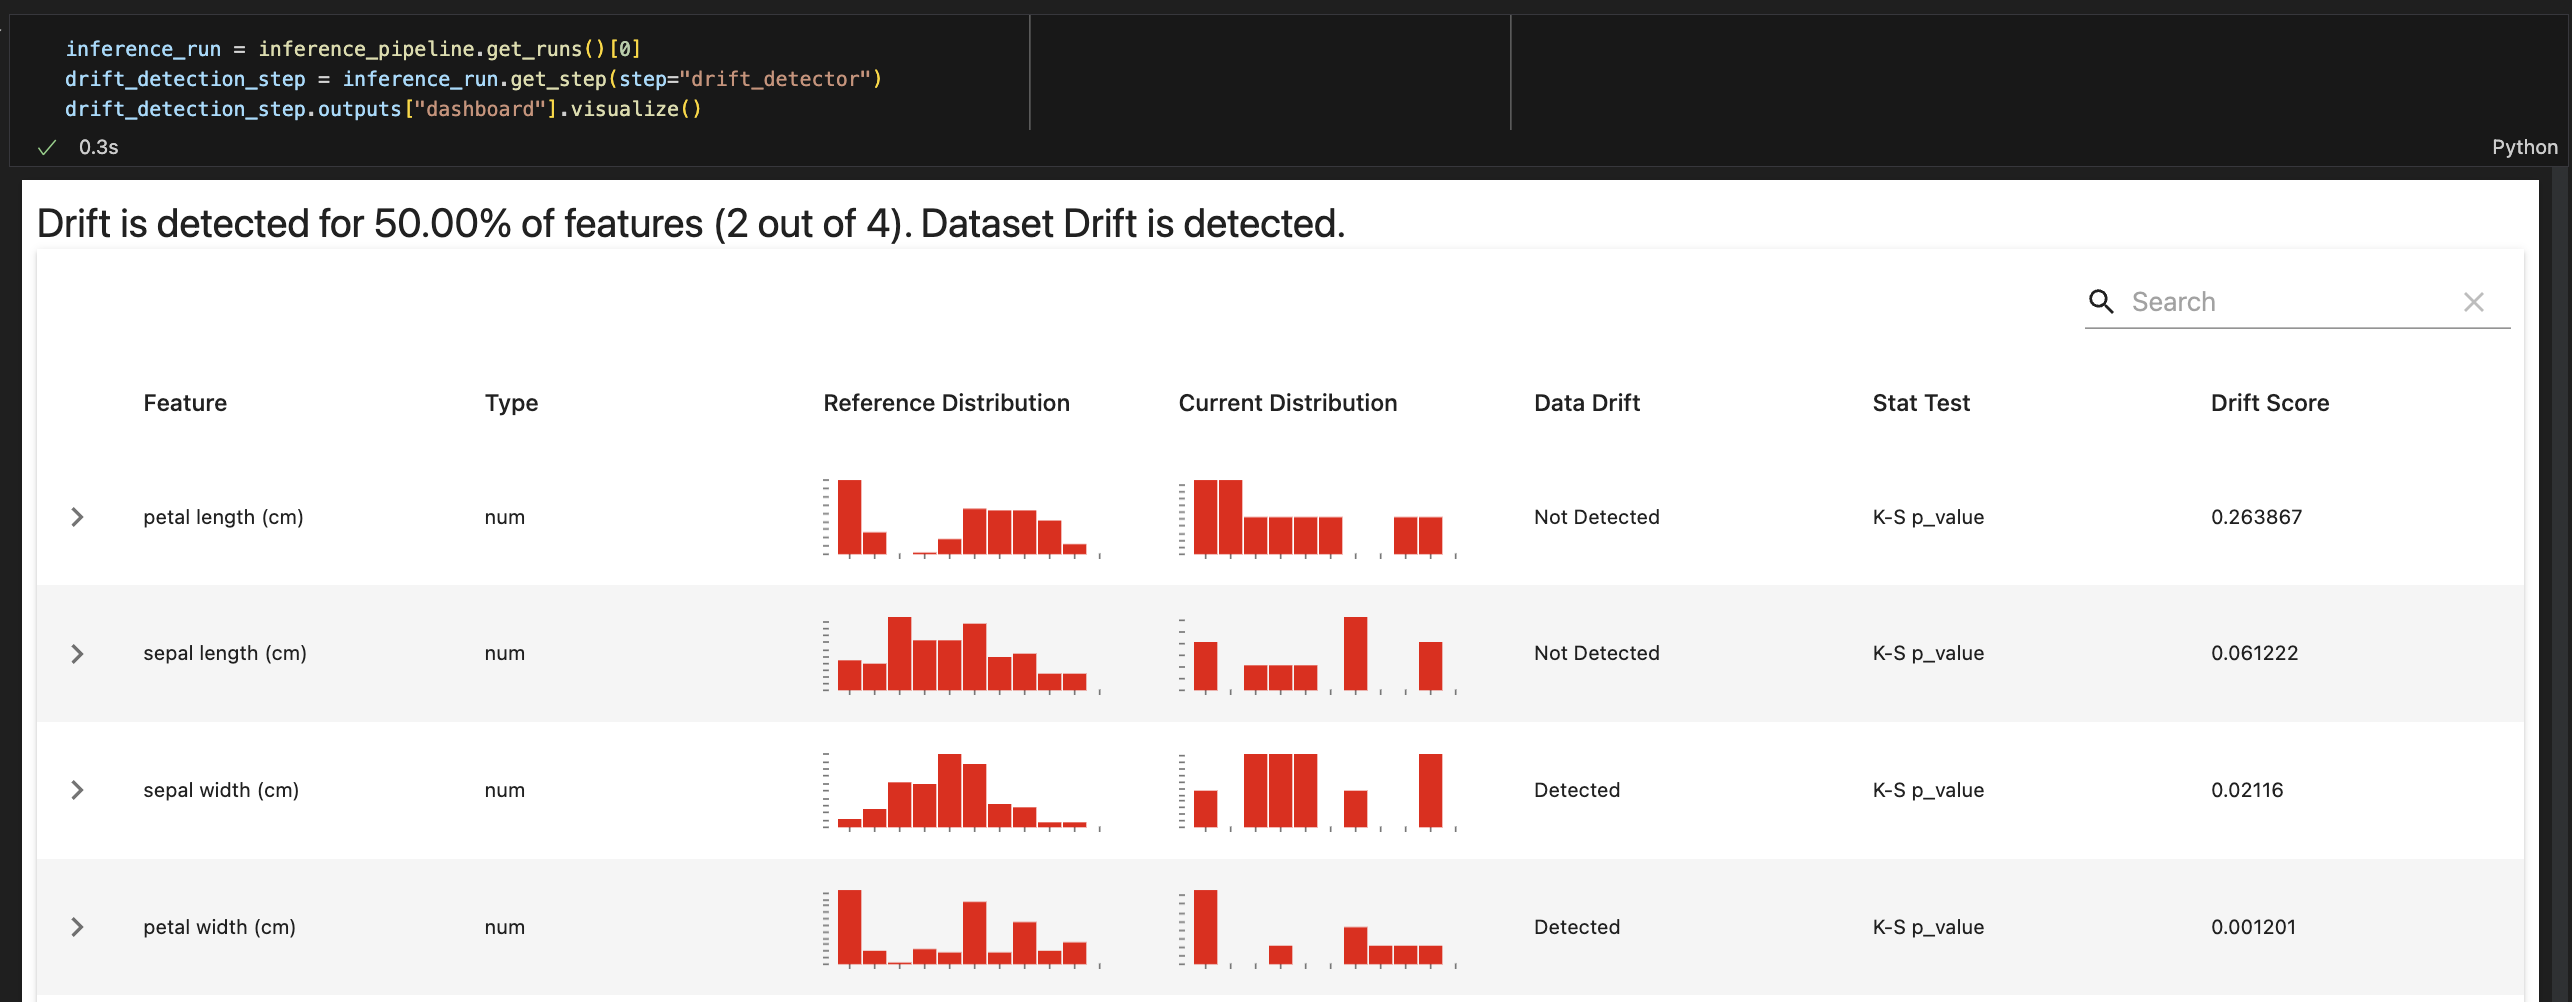 inference_run = inference_pipeline.get_runs()[0]
drift_detection_step = inference_run.get_step(step="drift_detector")
drift_detection_step.outputs["dashboard"].visualize()
0.3s
Python
Drift is detected for 50.00% of features (2 out of 4). Dataset Drift is detected.
Search
Feature Type Reference Distribution Current Distribution Data Drift Stat Test Drift Score
petal length (cm) num Not Detected K-S p_value 0.263867
sepal length (cm) num Not Detected K-S p_value 0.061222
sepal width (cm) num Detected K-S p_value 0.02116
petal width (cm) num Detected K-S p_value 0.001201